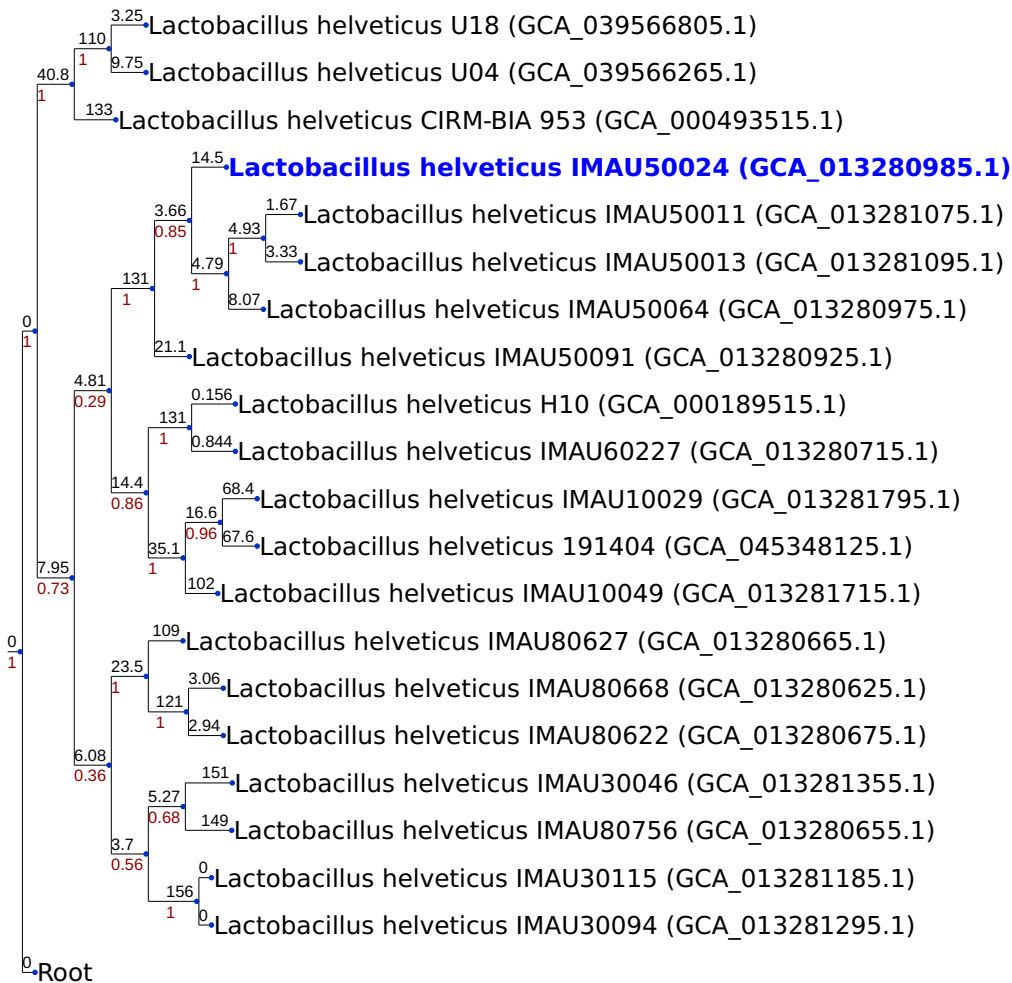 3.25 Lactobacillus helveticus U18 (GCA_039566805.1)
110
1
9.75 Lactobacillus helveticus U04 (GCA_039566265.1)
40.8
1
133 Lactobacillus helveticus CIRM-BIA 953 (GCA_000493515.1)
14.5 Lactobacillus helveticus IMAU50024 (GCA_013280985.1)
3.66
0.85
1.67 Lactobacillus helveticus IMAU50011 (GCA_013281075.1)
4.93
1
3.33 Lactobacillus helveticus IMAU50013 (GCA_013281095.1)
4.79
1
8.07 Lactobacillus helveticus IMAU50064 (GCA_013280975.1)
131
1
21.1 Lactobacillus helveticus IMAU50091 (GCA_013280925.1)
0
1
4.81
0.29
0.156 Lactobacillus helveticus H10 (GCA_000189515.1)
131
1
0.844 Lactobacillus helveticus IMAU60227 (GCA_013280715.1)
14.4
0.86
68.4 Lactobacillus helveticus IMAU10029 (GCA_013281795.1)
16.6
0.96
67.6 Lactobacillus helveticus 191404 (GCA_045348125.1)
35.1
1
102 Lactobacillus helveticus IMAU10049 (GCA_013281715.1)
7.95
0.73
109 Lactobacillus helveticus IMAU80627 (GCA_013280665.1)
0
1
23.5
1
3.06 Lactobacillus helveticus IMAU80668 (GCA_013280625.1)
121
1
2.94 Lactobacillus helveticus IMAU80622 (GCA_013280675.1)
6.08
0.36
151 Lactobacillus helveticus IMAU30046 (GCA_013281355.1)
5.27
0.68
149 Lactobacillus helveticus IMAU80756 (GCA_013280655.1)
3.7
0.56
0 Lactobacillus helveticus IMAU30115 (GCA_013281185.1)
156
1
0 Lactobacillus helveticus IMAU30094 (GCA_013281295.1)
0 Root